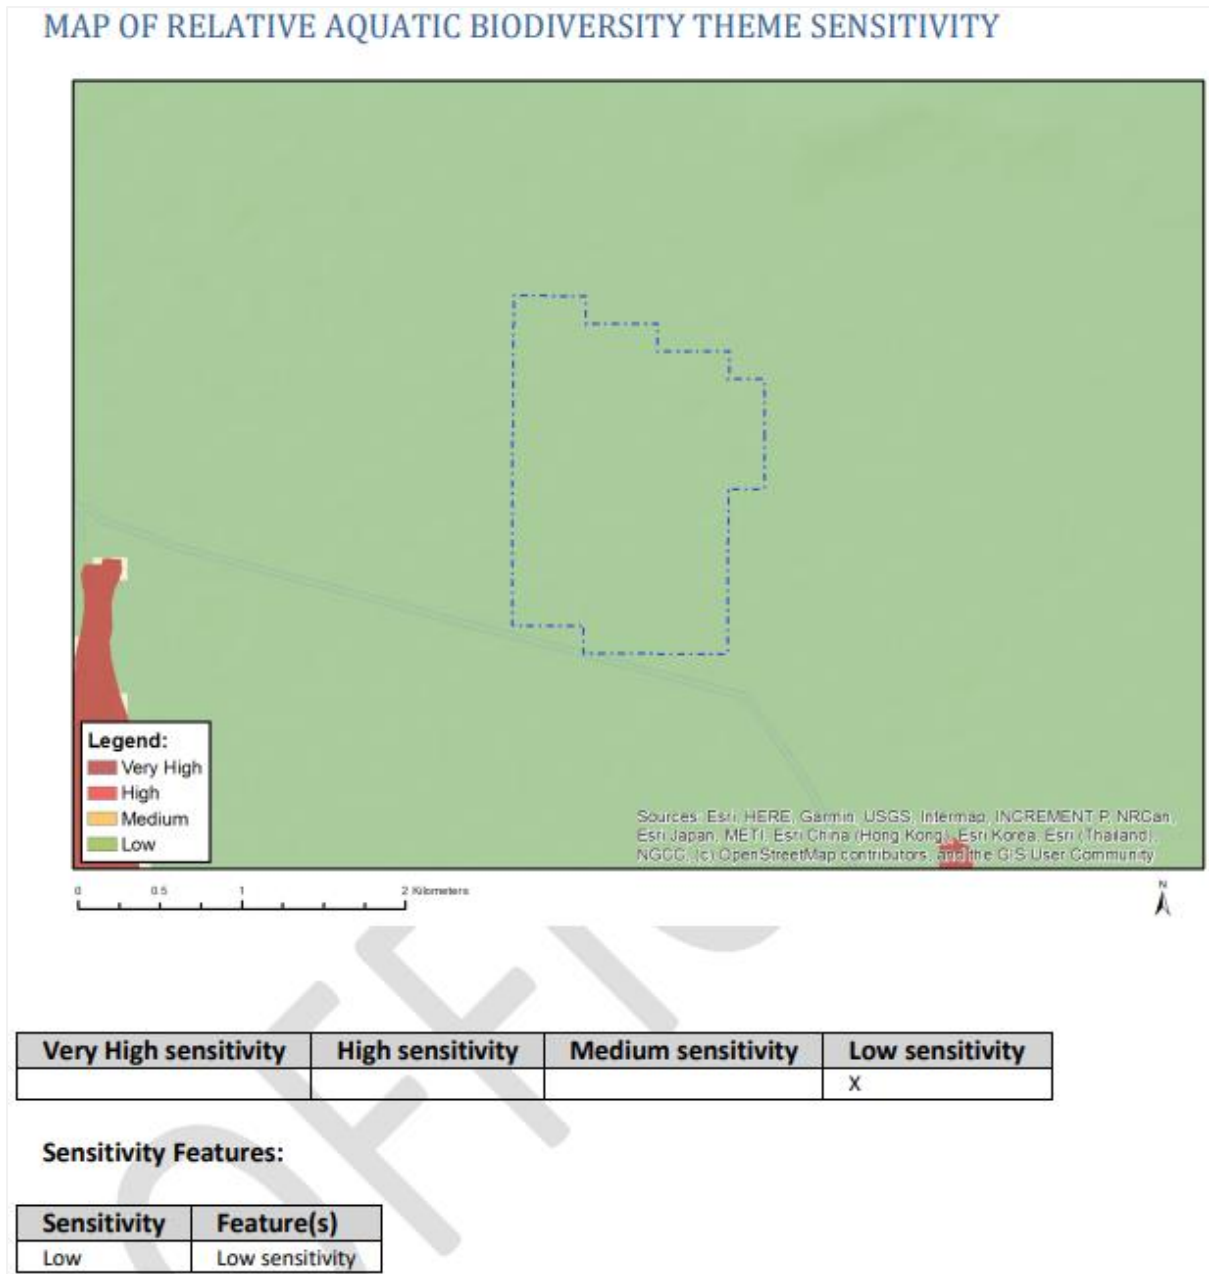 MAP OF RELATIVE AQUATIC BIODIVERSITY THEME SENSITIVITY
Legend:
Very High
High
Medium
Low
Sources: Esri, HERE, Garmin, USGS, Intermap, INCREMENT P, NRCan,
Esri Japan, METI, Esri China (Hong Kong), Esri Korea, Esri (Thailand),
NGCC, (c) OpenStreetMap contributors, and the GIS User Community
0 0.5 1 2 Kilometers
N
Very High sensitivity High sensitivity Medium sensitivity Low sensitivity
X
Sensitivity Features:
Sensitivity Feature(s)
Low Low sensitivity